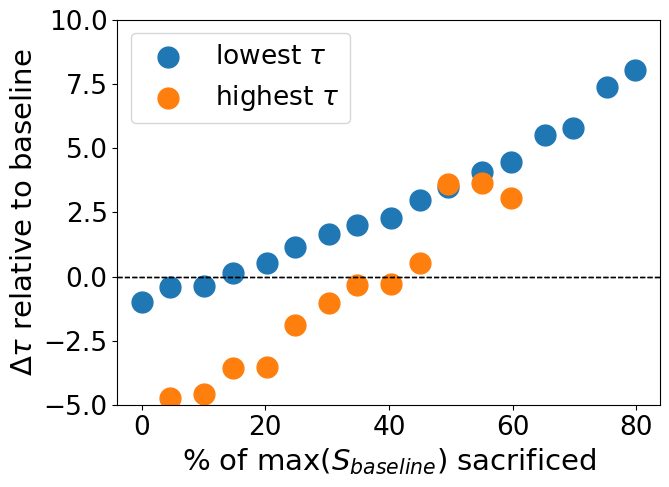 10.0
7.5
5.0
2.5
0.0
−2.5
−5.0
Δτ relative to baseline
lowest τ
highest τ
0 20 40 60 80
% of max(S_baseline) sacrificed